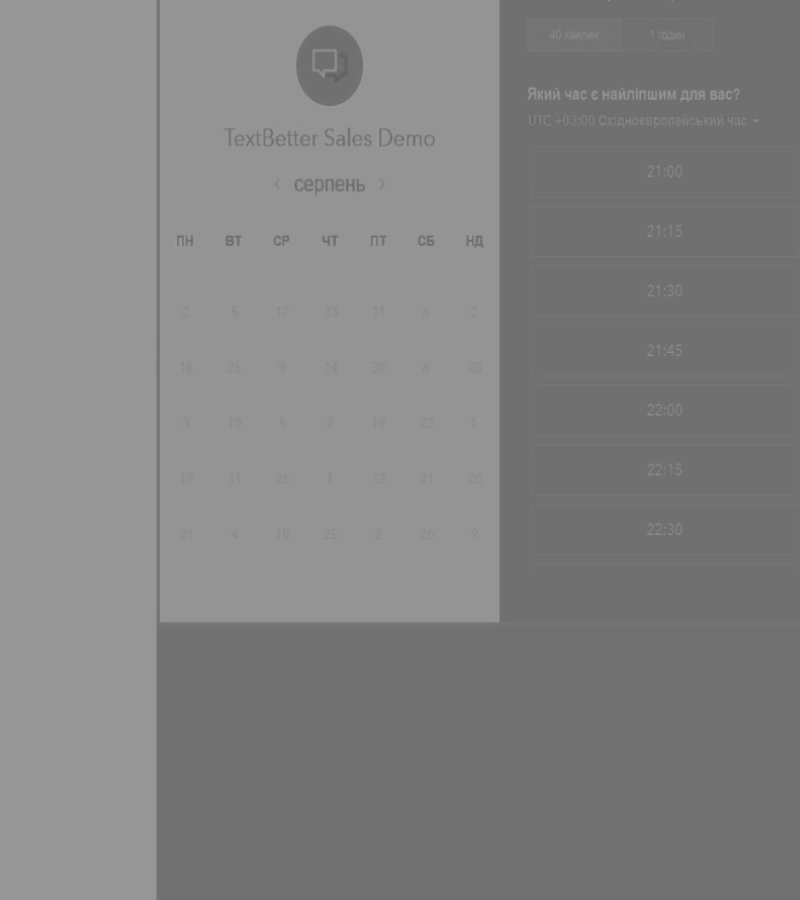 TextBetter Sales Demo
серпень
ПН ВТ СР ЧТ ПТ СБ НД
2 5 17 13 11 6 2
18 25 9 14 30 6 28
3 10 5 2 19 22 1
19 11 26 1 12 21 20
21 4 10 25 2 26 9
40 хвилин 1 годин
Який час є найліпшим для вас?
UTC +03:00 Східноєвропейський час
21:00
21:15
21:30
21:45
22:00
22:15
22:30